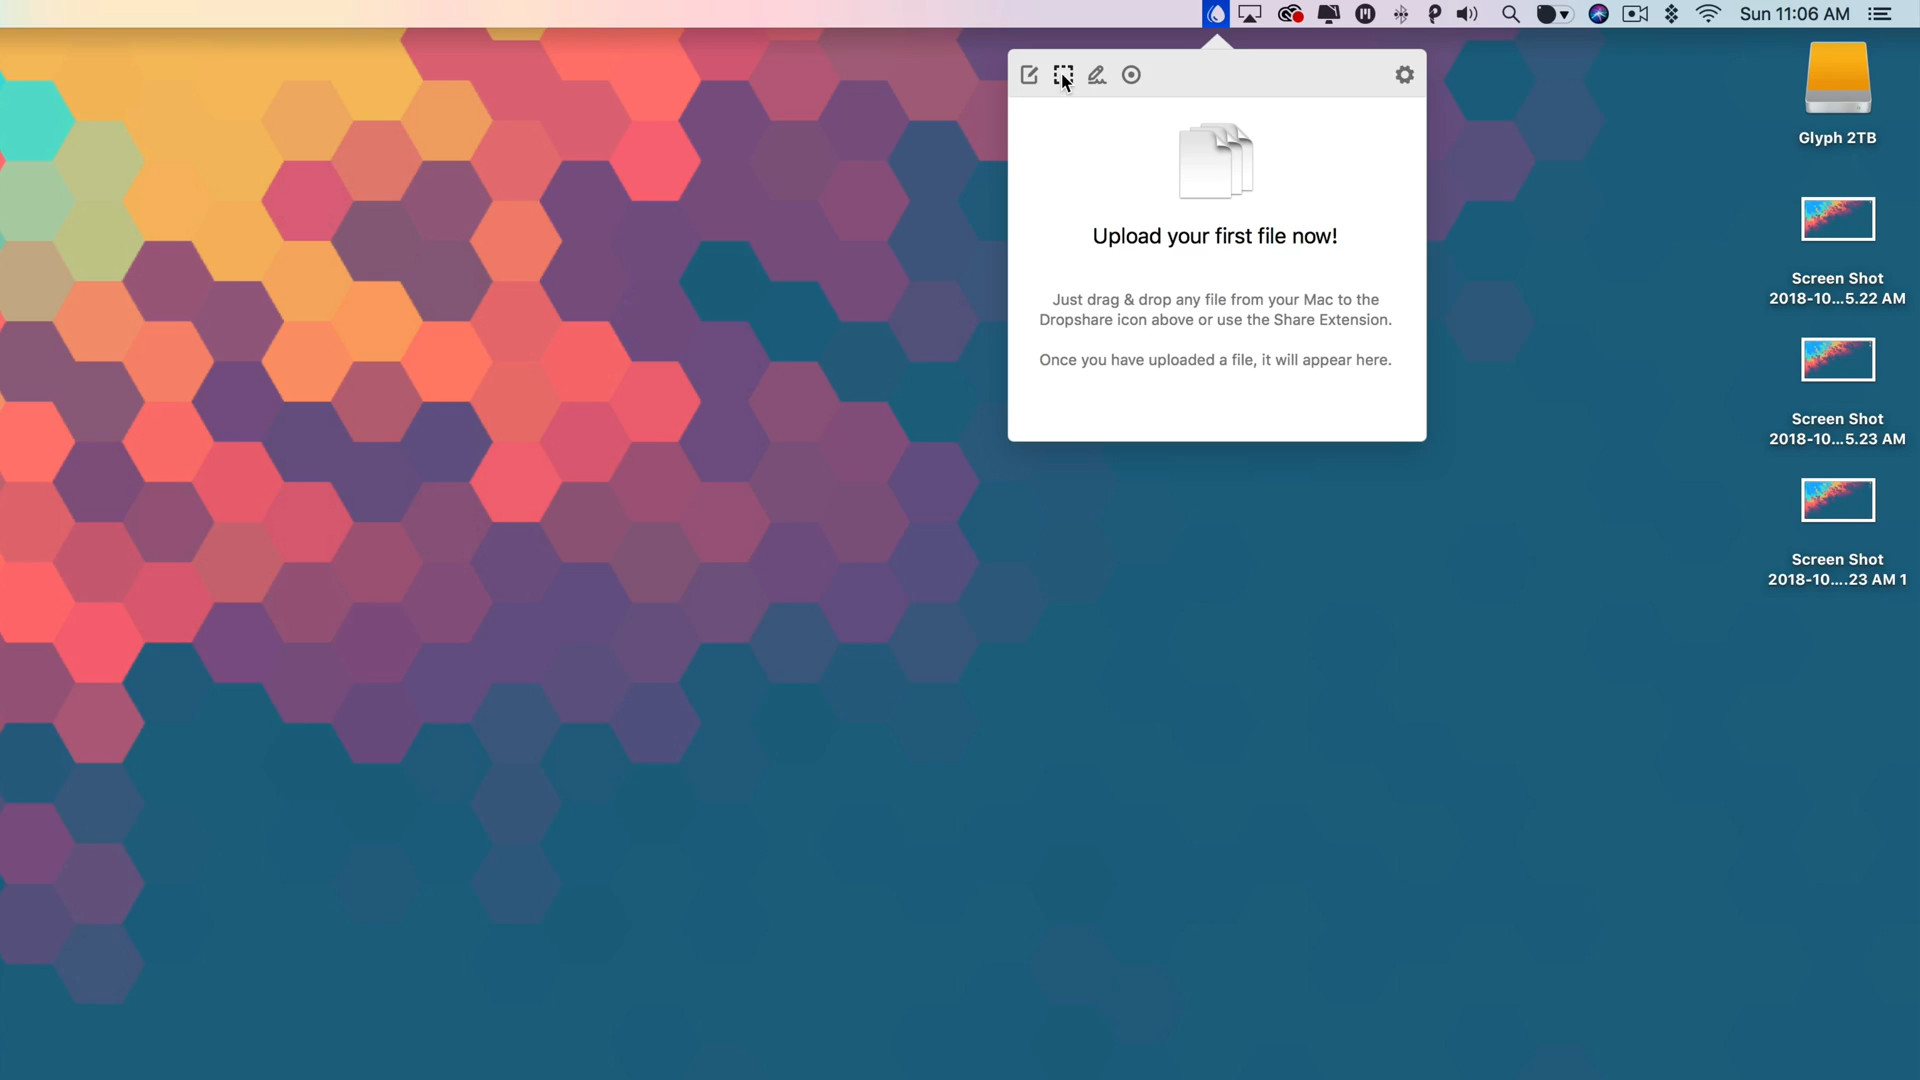 Sun 11:06 AM
Glyph 2TB
Upload your first file now!
Just drag & drop any file from your Mac to the
Dropshare icon above or use the Share Extension.
Once you have uploaded a file, it will appear here.
Screen Shot
2018-10...5.22 AM
Screen Shot
2018-10...5.23 AM
Screen Shot
2018-10....23 AM 1